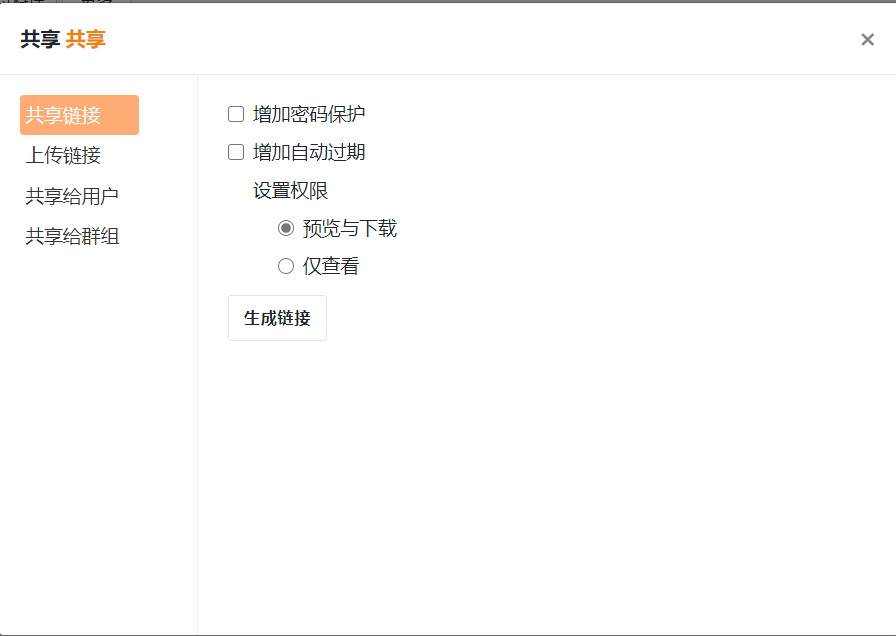 共享 共享
×
共享链接
上传链接
共享给用户
共享给群组
增加密码保护
增加自动过期
设置权限
预览与下载
仅查看
生成链接